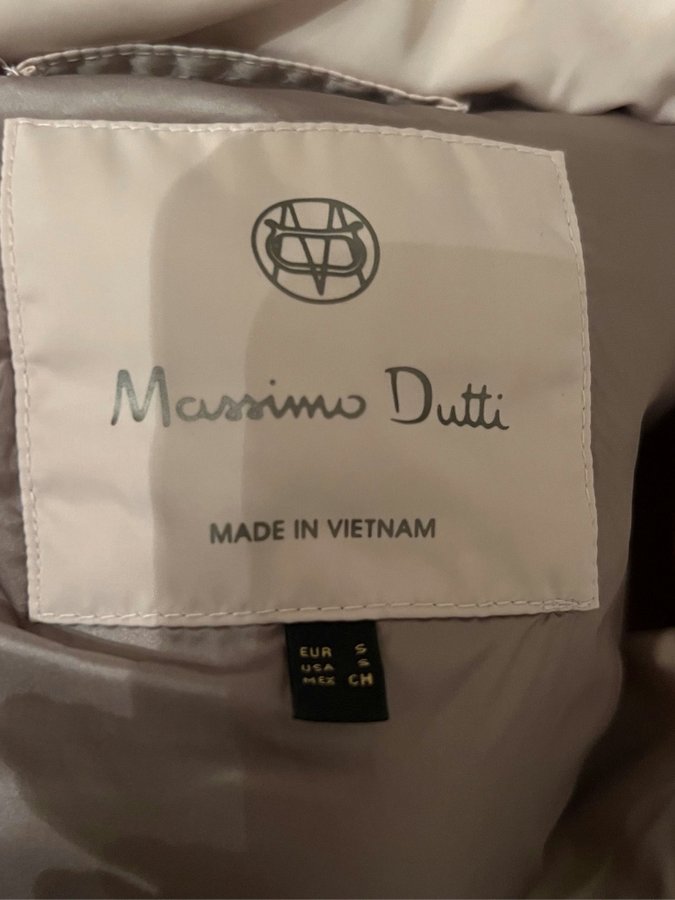 Massimo Dutti
MADE IN VIETNAM
EUR S
USA S
MEX CH